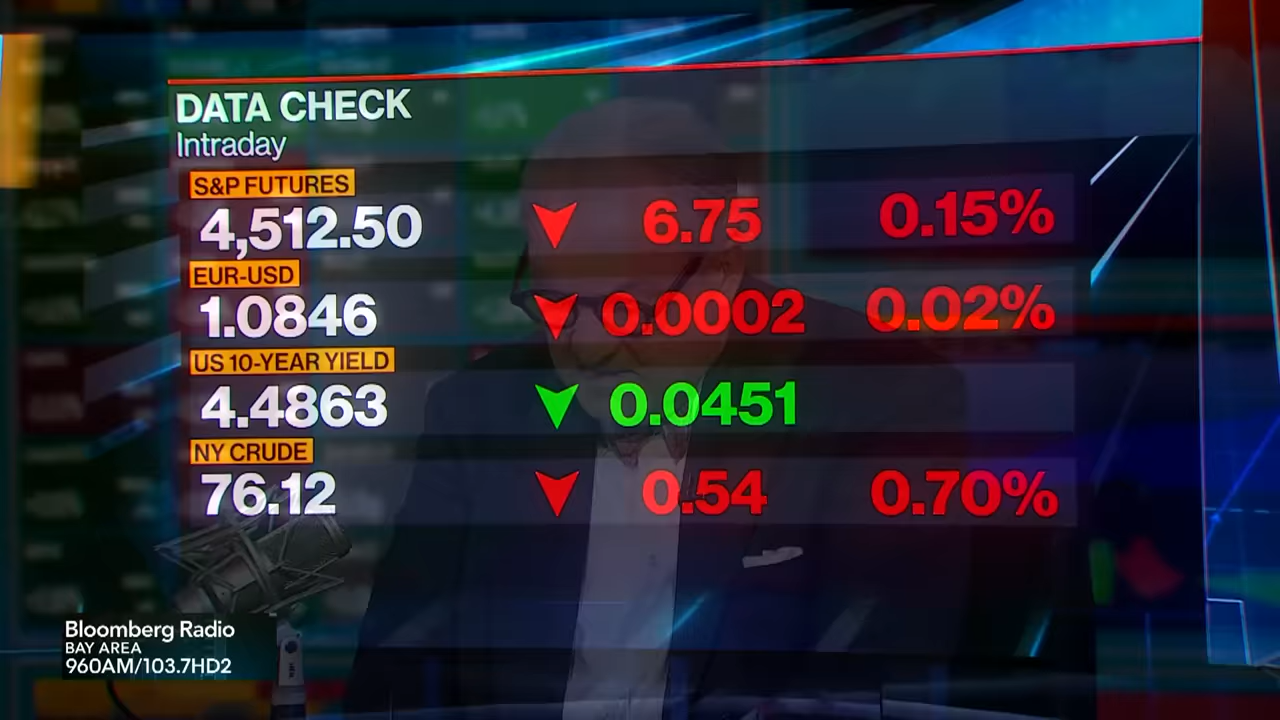 DATA CHECK
Intraday
S&P FUTURES
4,512.50 6.75 0.15%
EUR-USD
1.0846 0.0002 0.02%
US 10-YEAR YIELD
4.4863 0.0451
NY CRUDE
76.12 0.54 0.70%
Bloomberg Radio
BAY AREA
960AM/103.7HD2